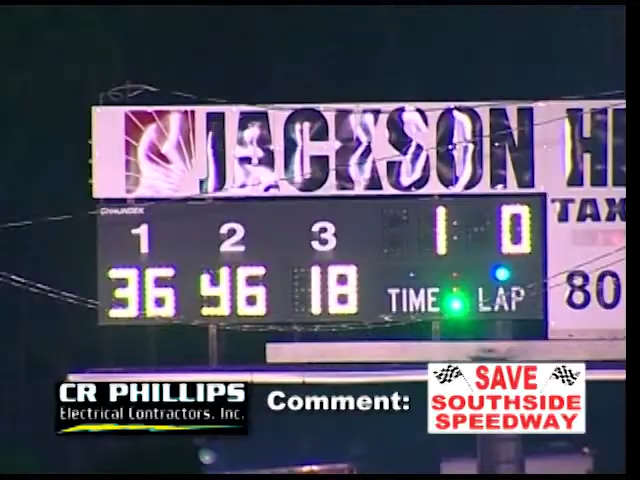 JACKSON H
1 2 3 1 0
TAX
36 46 18 TIME LAP
80
CR PHILLIPS
Electrical Contractors, Inc.
Comment:
SAVE
SOUTHSIDE
SPEEDWAY